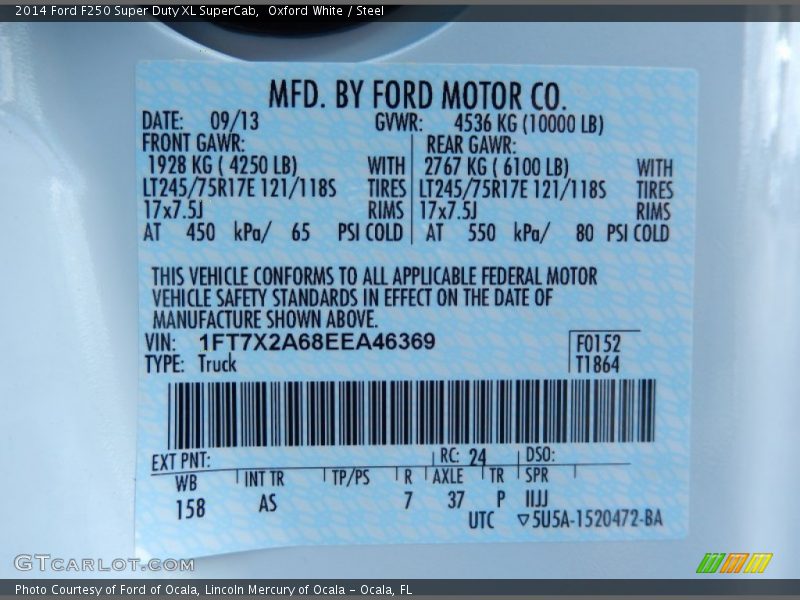 2014 Ford F250 Super Duty XL SuperCab, Oxford White / Steel
MFD. BY FORD MOTOR CO.
DATE: 09/13 GVWR: 4536 KG (10000 LB)
FRONT GAWR: REAR GAWR:
1928 KG ( 4250 LB) WITH 2767 KG ( 6100 LB) WITH
LT245/75R17E 121/118S TIRES LT245/75R17E 121/118S TIRES
17x7.5J RIMS 17x7.5J RIMS
AT 450 kPa/ 65 PSI COLD AT 550 kPa/ 80 PSI COLD
THIS VEHICLE CONFORMS TO ALL APPLICABLE FEDERAL MOTOR
VEHICLE SAFETY STANDARDS IN EFFECT ON THE DATE OF
MANUFACTURE SHOWN ABOVE.
VIN: 1FT7X2A68EEA46369 F0152
TYPE: Truck T1864
EXT PNT: RC: 24 DSO:
WB INT TR TP/PS R AXLE TR SPR
158 AS 7 37 P IIJJ
UTC ▽5U5A-1520472-BA
GTCARLOT.COM
Photo Courtesy of Ford of Ocala, Lincoln Mercury of Ocala - Ocala, FL